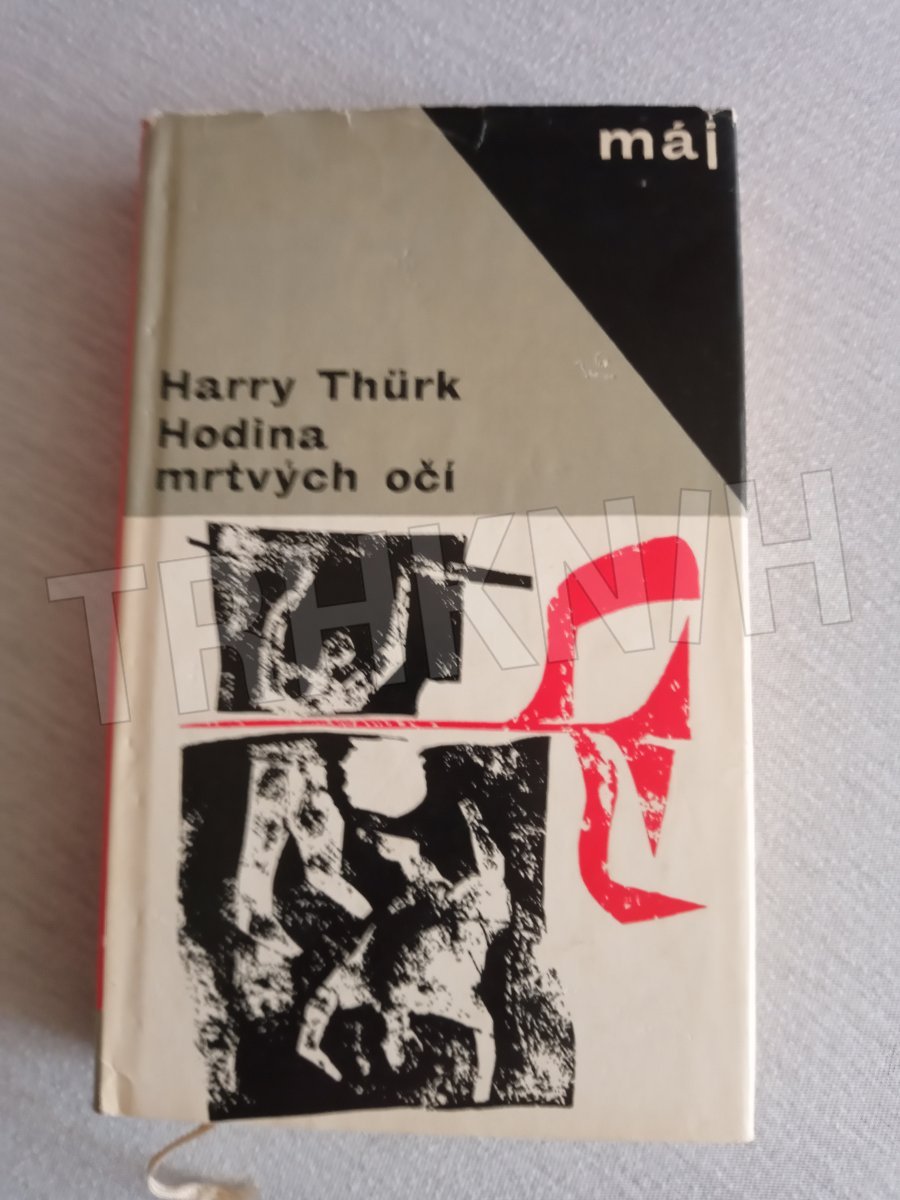 máj
Harry Thürk
Hodina
mrtvých očí
TRHKNIH